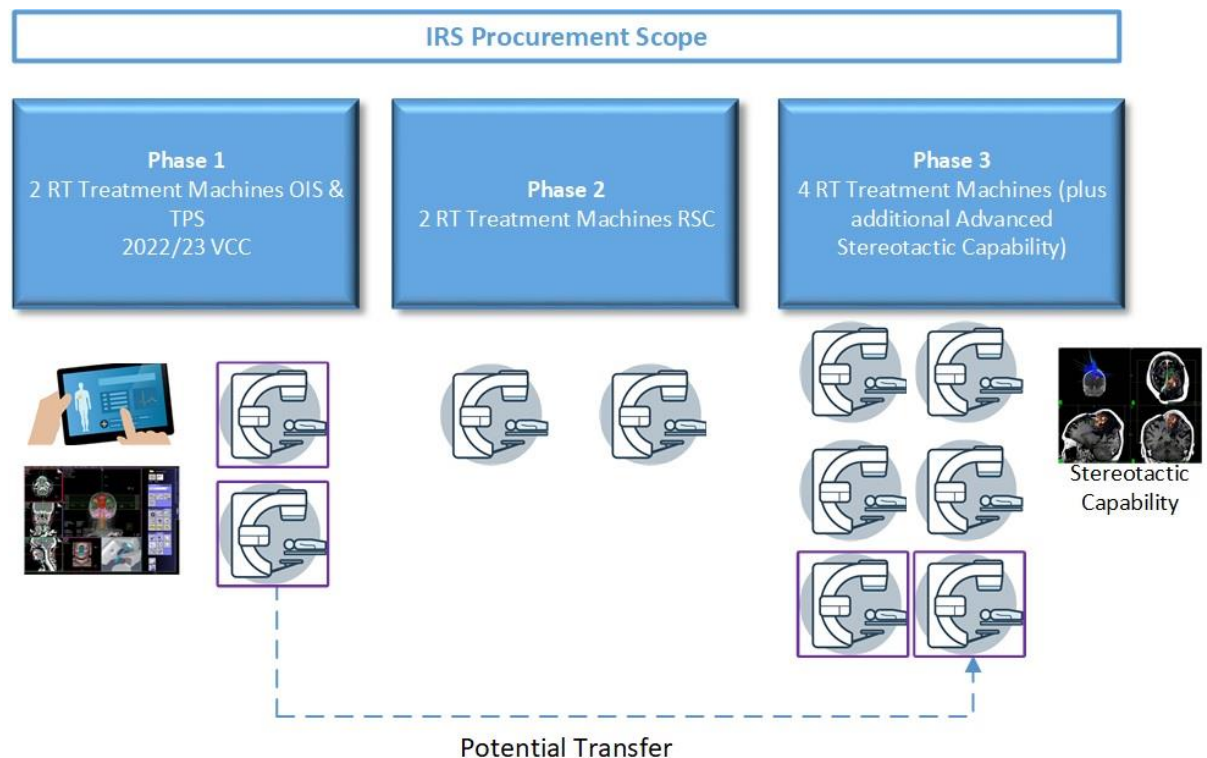 IRS Procurement Scope
Phase 1
2 RT Treatment Machines OIS &
TPS
2022/23 VCC
Phase 2
2 RT Treatment Machines RSC
Phase 3
4 RT Treatment Machines (plus
additional Advanced
Stereotactic Capability)
Stereotactic
Capability
Potential Transfer